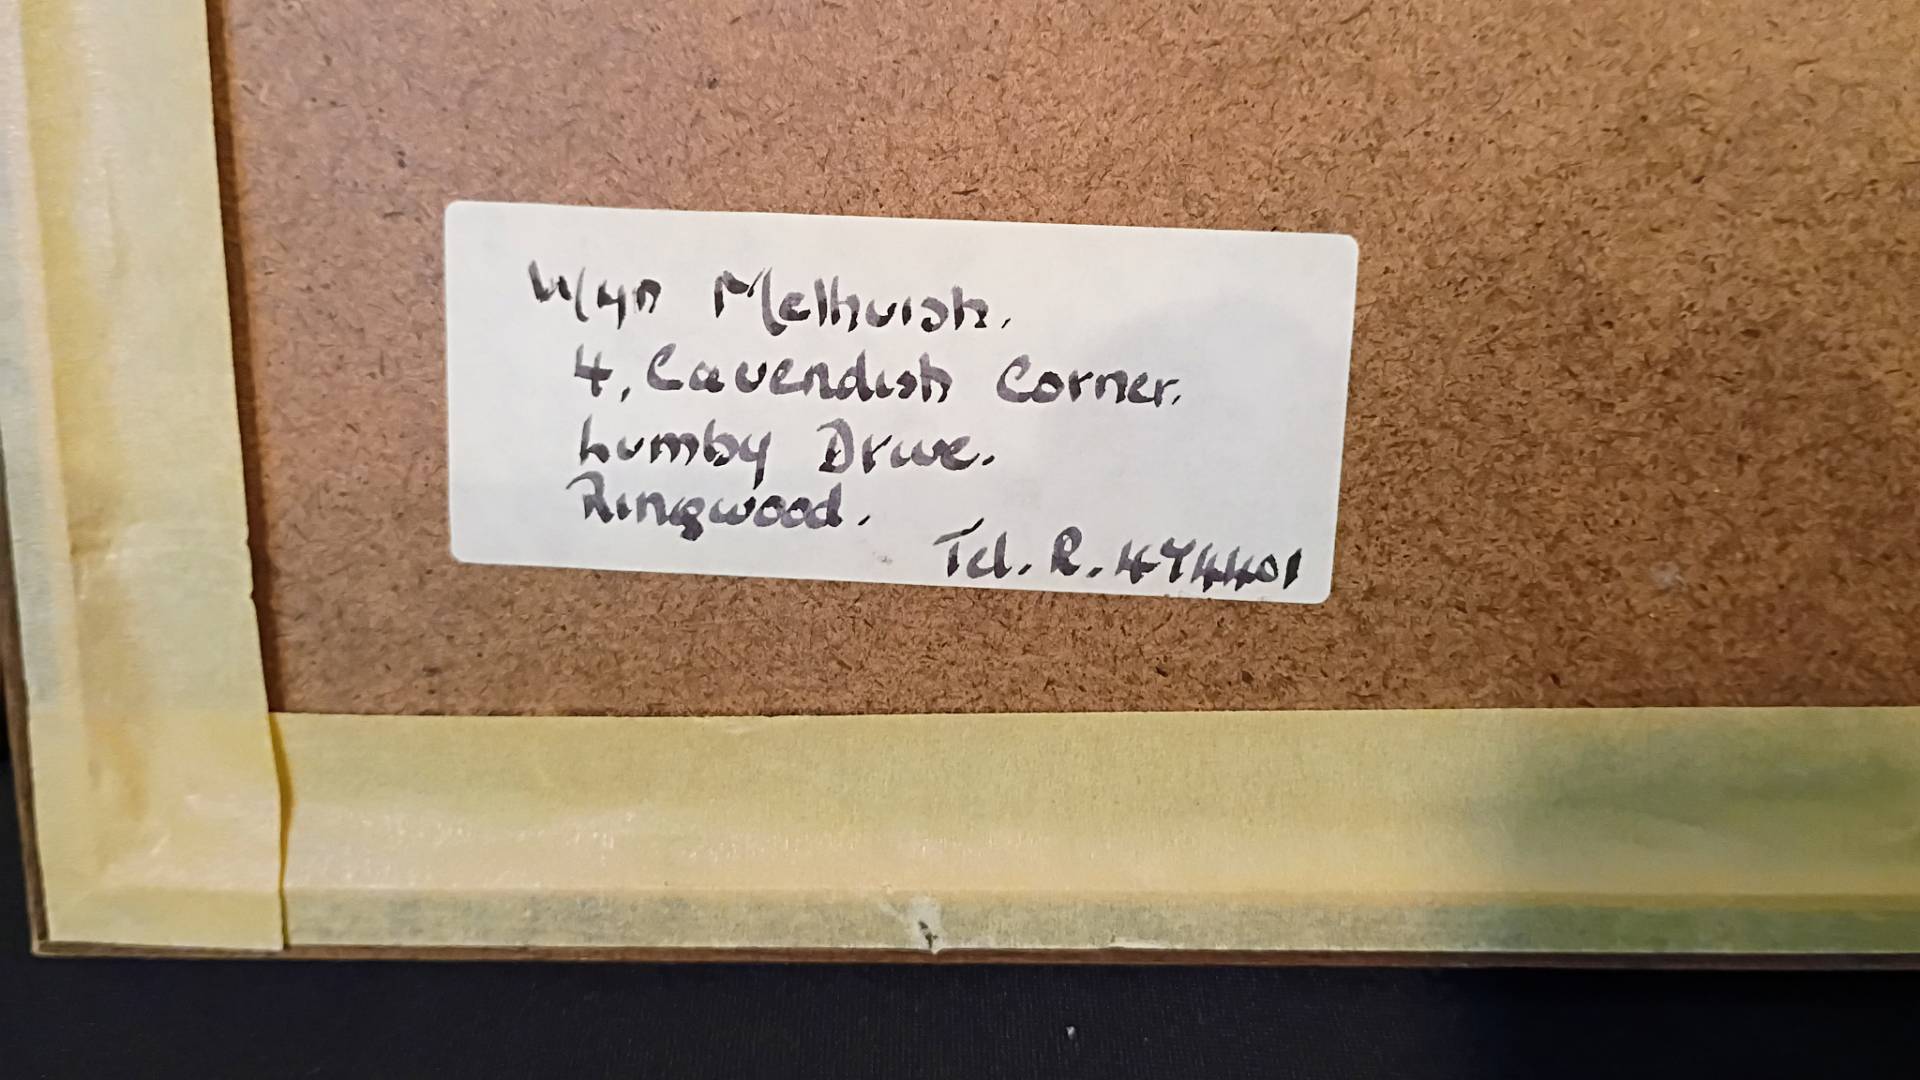 Wyn Melhuish.
4, Cavendish Corner.
Lumby Drive.
Ringwood.
Tel. R. 474401